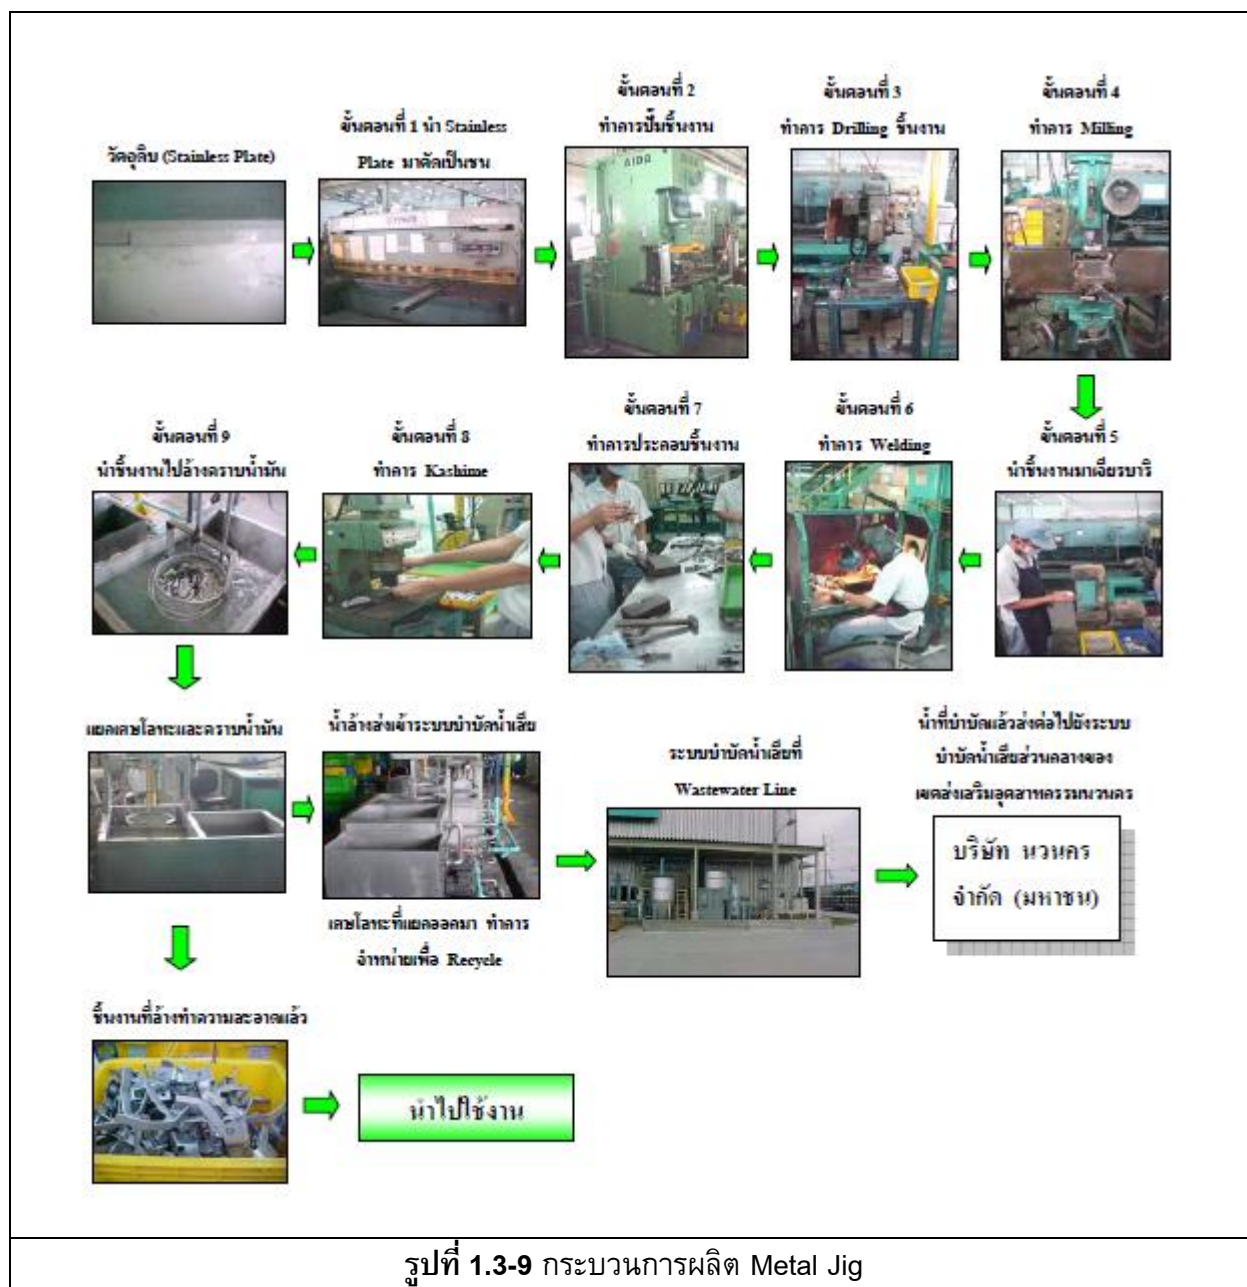 วัตถุดิบ (Stainless Plate)
ขั้นตอนที่ 1 นำ Stainless
Plate มาตัดเป็นชน
ขั้นตอนที่ 2
ทำการปั๊มชิ้นงาน
AIDA
ขั้นตอนที่ 3
ทำการ Drilling ชิ้นงาน
ขั้นตอนที่ 4
ทำการ Milling
ขั้นตอนที่ 5
นำชิ้นงานมาเจียรบาริ
ขั้นตอนที่ 6
ทำการ Welding
ขั้นตอนที่ 7
ทำการประกอบชิ้นงาน
ขั้นตอนที่ 8
ทำการ Kashime
ขั้นตอนที่ 9
นำชิ้นงานไปล้างคราบน้ำมัน
แยกเศษโลหะและคราบน้ำมัน
น้ำล้างส่งเข้าระบบบำบัดน้ำเสีย
เศษโลหะที่แยกออกมา ทำการ
จำหน่ายเพื่อ Recycle
ระบบบำบัดน้ำเสียที่
Wastewater Line
น้ำที่บำบัดแล้วส่งต่อไปยังระบบ
บำบัดน้ำเสียส่วนกลางของ
เขตส่งเสริมอุตสาหกรรมนวนคร
บริษัท นวนคร
จำกัด (มหาชน)
ชิ้นงานที่ล้างทำความสะอาดแล้ว
นำไปใช้งาน
รูปที่ 1.3-9 กระบวนการผลิต Metal Jig